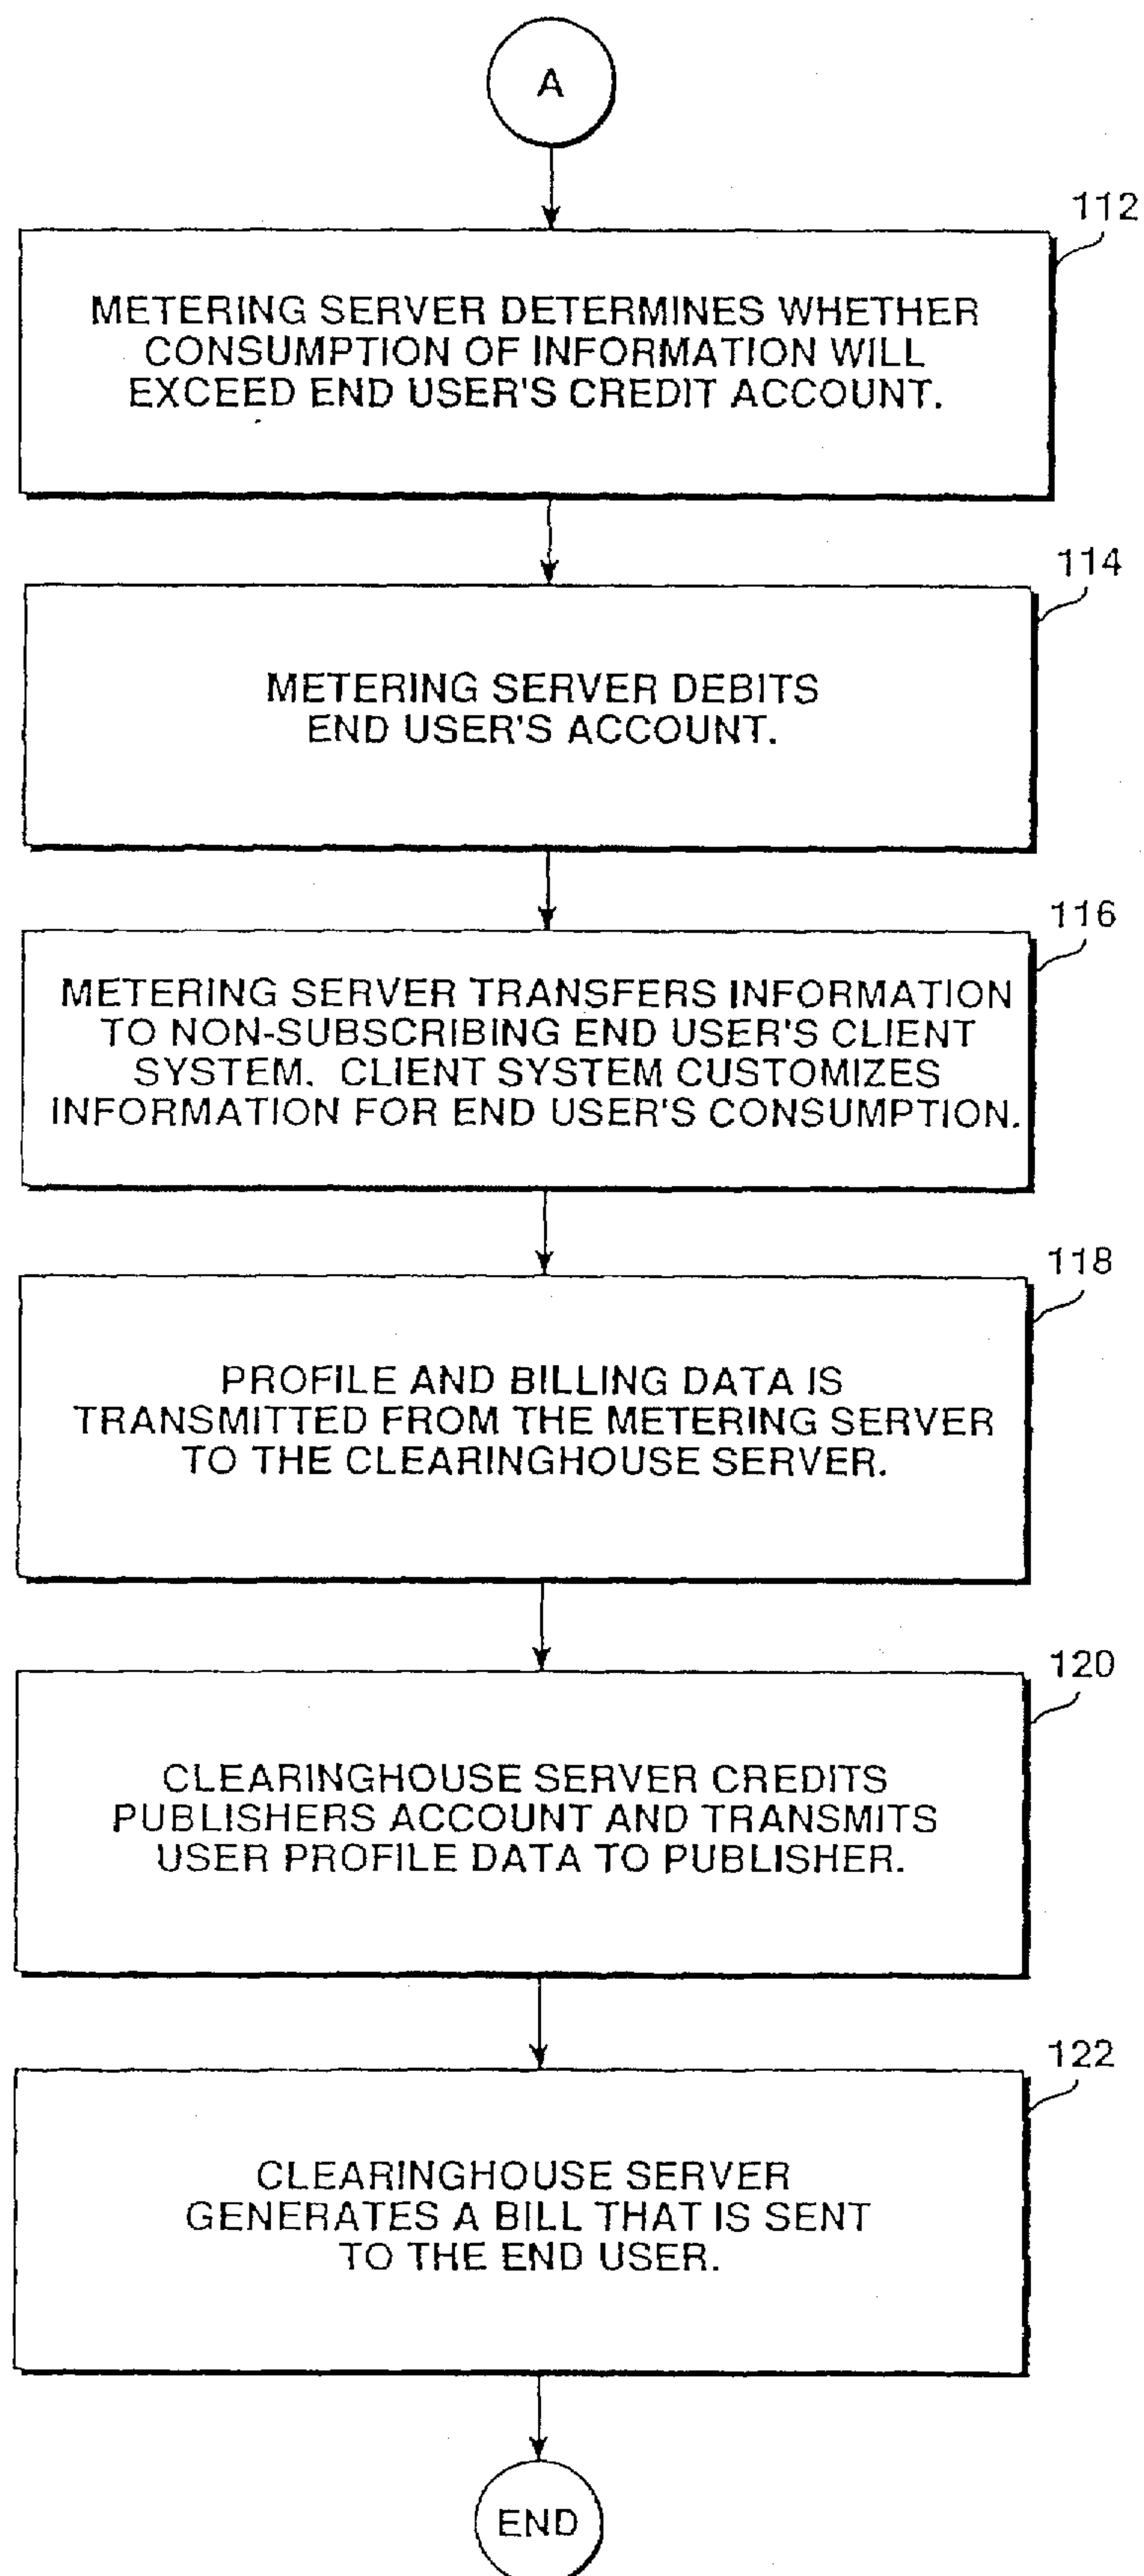 A
112
METERING SERVER DETERMINES WHETHER
CONSUMPTION OF INFORMATION WILL
EXCEED END USER'S CREDIT ACCOUNT.
114
METERING SERVER DEBITS
END USER'S ACCOUNT.
116
METERING SERVER TRANSFERS INFORMATION
TO NON-SUBSCRIBING END USER'S CLIENT
SYSTEM. CLIENT SYSTEM CUSTOMIZES
INFORMATION FOR END USER'S CONSUMPTION.
118
PROFILE AND BILLING DATA IS
TRANSMITTED FROM THE METERING SERVER
TO THE CLEARINGHOUSE SERVER.
120
CLEARINGHOUSE SERVER CREDITS
PUBLISHERS ACCOUNT AND TRANSMITS
USER PROFILE DATA TO PUBLISHER.
122
CLEARINGHOUSE SERVER
GENERATES A BILL THAT IS SENT
TO THE END USER.
END